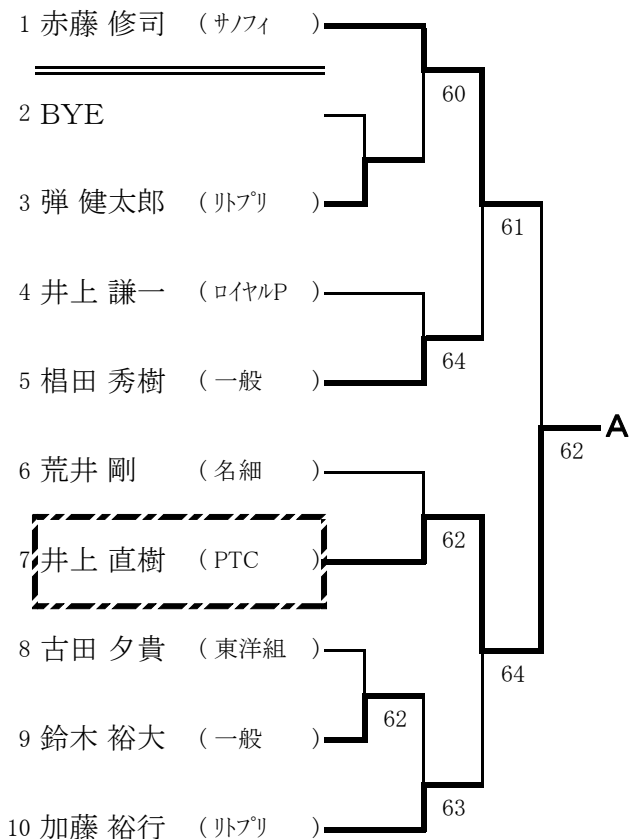 1 赤藤 修司 （ サノフィ ）
60
2 BYE
3 弾 健太郎 （ リトプリ ）
61
4 井上 謙一 （ ロイヤルP ）
64
5 椙田 秀樹 （ 一般 ）
A
62
6 荒井 剛 （ 名細 ）
62
7 井上 直樹 （ PTC ）
8 古田 夕貴 （ 東洋組 ）
64
62
9 鈴木 裕大 （ 一般 ）
63
10 加藤 裕行 （ リトプリ ）